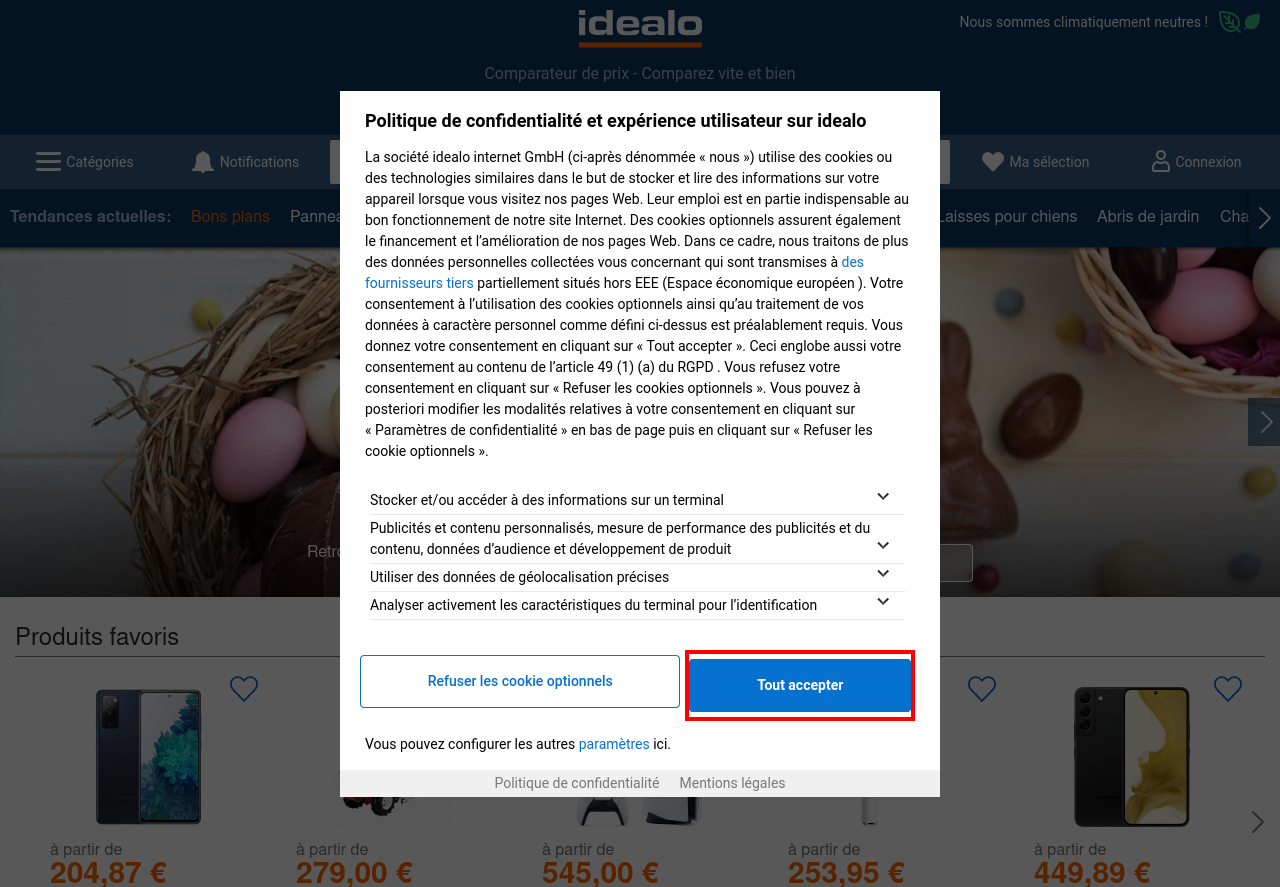 idealo
Nous sommes climatiquement neutres !
Comparateur de prix - Comparez vite et bien
Catégories
Notifications
Ma sélection
Connexion
Tendances actuelles:
Bons plans
Pannea
Laisses pour chiens
Abris de jardin
Cha
Politique de confidentialité et expérience utilisateur sur idealo
La société idealo internet GmbH (ci-après dénommée « nous ») utilise des cookies ou
des technologies similaires dans le but de stocker et lire des informations sur votre
appareil lorsque vous visitez nos pages Web. Leur emploi est en partie indispensable au
bon fonctionnement de notre site Internet. Des cookies optionnels assurent également
le financement et l’amélioration de nos pages Web. Dans ce cadre, nous traitons de plus
des données personnelles collectées vous concernant qui sont transmises à des
fournisseurs tiers partiellement situés hors EEE (Espace économique européen ). Votre
consentement à l’utilisation des cookies optionnels ainsi qu’au traitement de vos
données à caractère personnel comme défini ci-dessus est préalablement requis. Vous
donnez votre consentement en cliquant sur « Tout accepter ». Ceci englobe aussi votre
consentement au contenu de l’article 49 (1) (a) du RGPD . Vous refusez votre
consentement en cliquant sur « Refuser les cookies optionnels ». Vous pouvez à
posteriori modifier les modalités relatives à votre consentement en cliquant sur
« Paramètres de confidentialité » en bas de page puis en cliquant sur « Refuser les
cookie optionnels ».
Stocker et/ou accéder à des informations sur un terminal
Publicités et contenu personnalisés, mesure de performance des publicités et du
contenu, données d’audience et développement de produit
Utiliser des données de géolocalisation précises
Analyser activement les caractéristiques du terminal pour l’identification
Retro
Refuser les cookie optionnels
Tout accepter
Vous pouvez configurer les autres paramètres ici.
Politique de confidentialité
Mentions légales
Produits favoris
à partir de
204,87 €
à partir de
279,00 €
à partir de
545,00 €
à partir de
253,95 €
à partir de
449,89 €